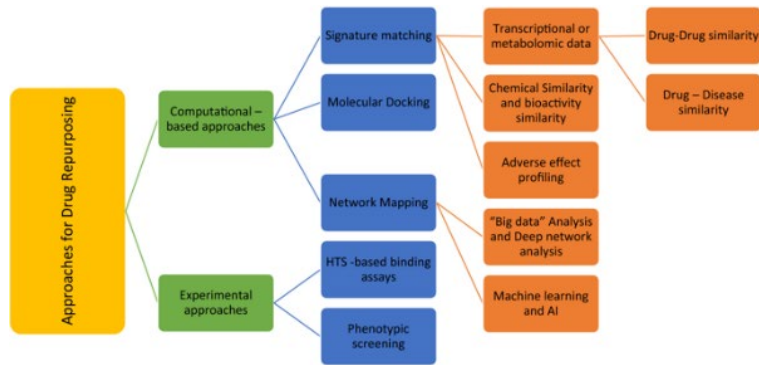 Approaches for Drug Repurposing
Computational –
based approaches
Experimental
approaches
Signature matching
Molecular Docking
Network Mapping
HTS -based binding
assays
Phenotypic
screening
Transcriptional or
metabolomic data
Chemical Similarity
and bioactivity
similarity
Adverse effect
profiling
"Big data" Analysis
and Deep network
analysis
Machine learning
and AI
Drug-Drug similarity
Drug – Disease
similarity